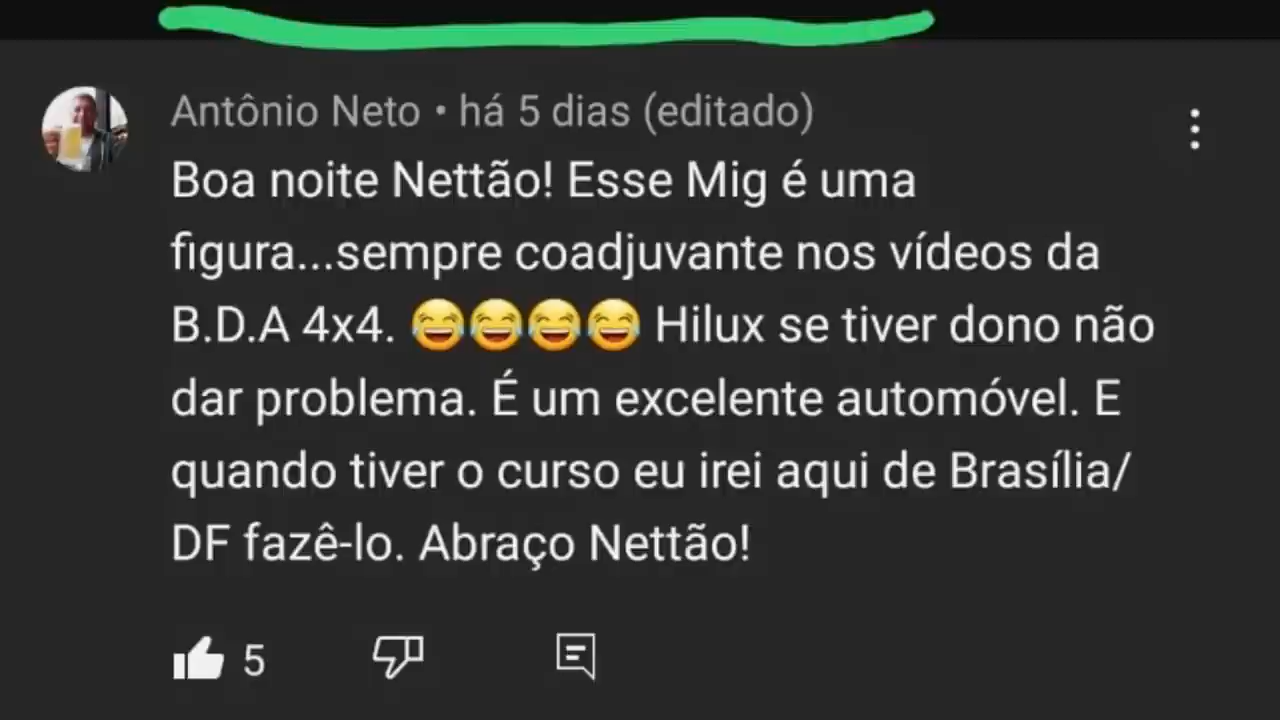 Antônio Neto • há 5 dias (editado)
Boa noite Nettão! Esse Mig é uma
figura...sempre coadjuvante nos vídeos da
B.D.A 4x4. 😂😂😂😂 Hilux se tiver dono não
dar problema. É um excelente automóvel. E
quando tiver o curso eu irei aqui de Brasília/
DF fazê-lo. Abraço Nettão!
5